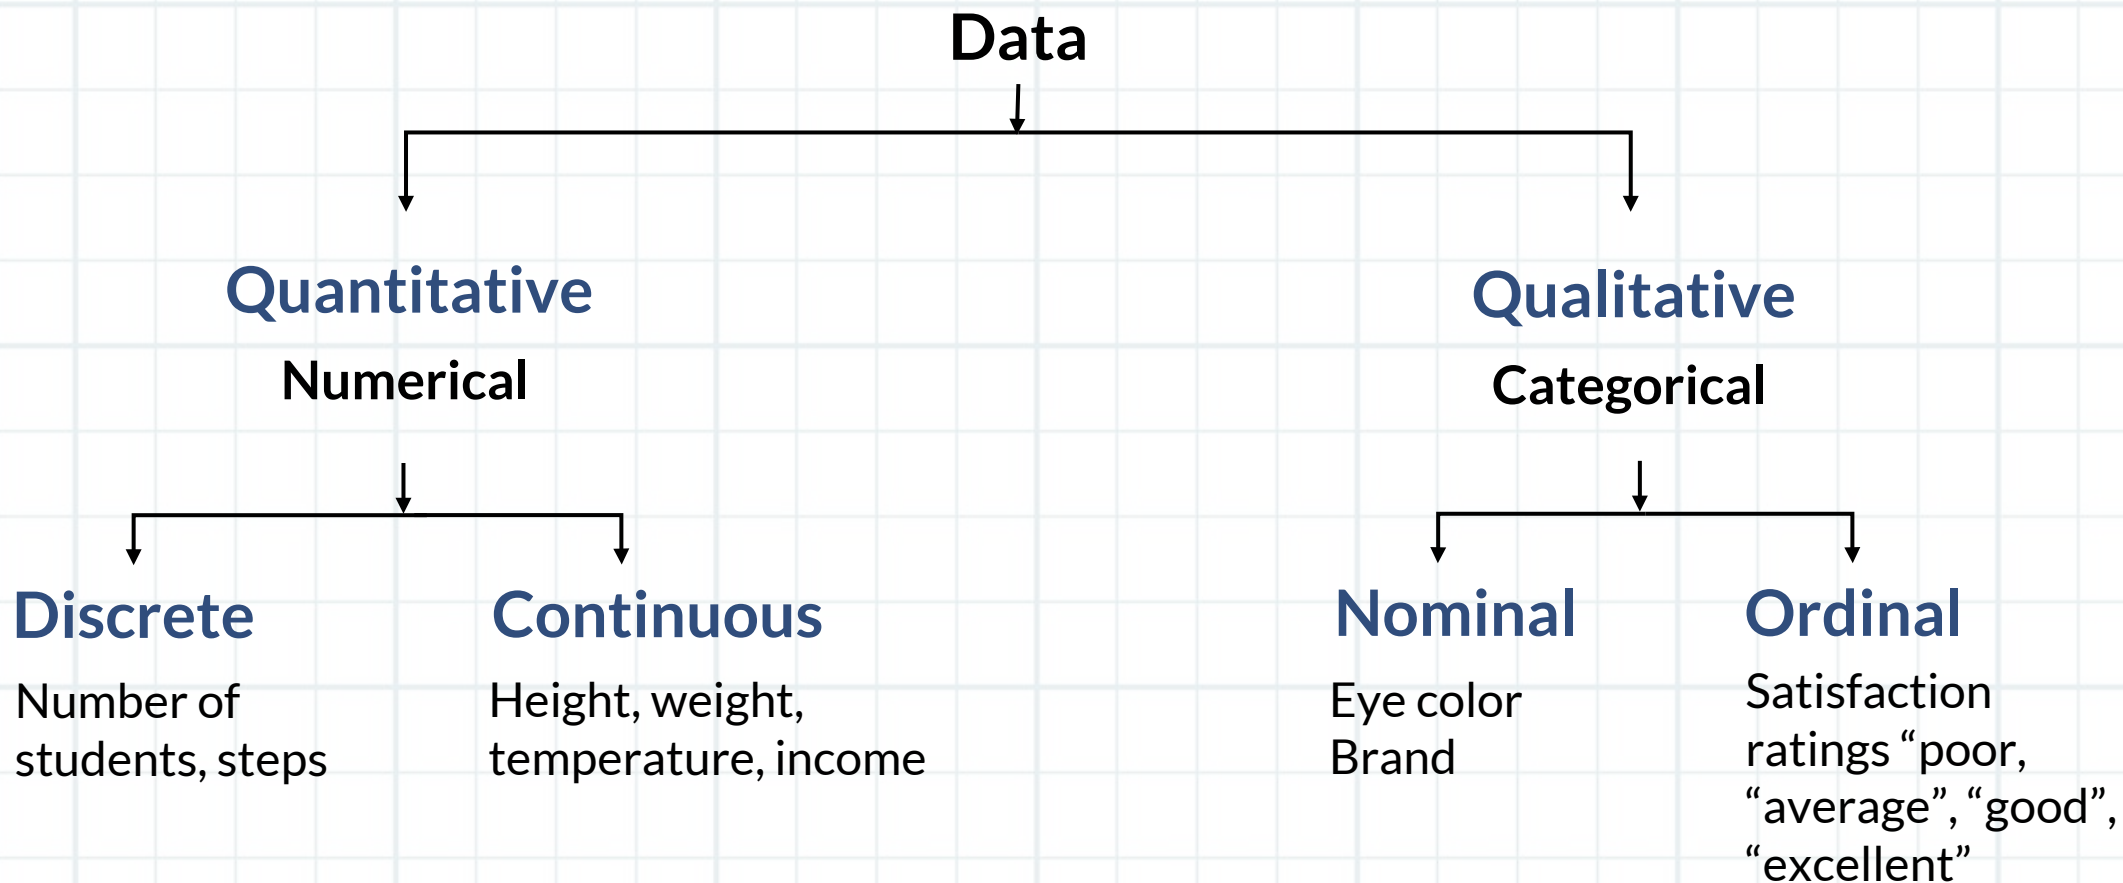 Data
Quantitative
Numerical
Qualitative
Categorical
Discrete
Number of
students, steps
Continuous
Height, weight,
temperature, income
Nominal
Eye color
Brand
Ordinal
Satisfaction
ratings “poor,
“average”, “good”,
“excellent”